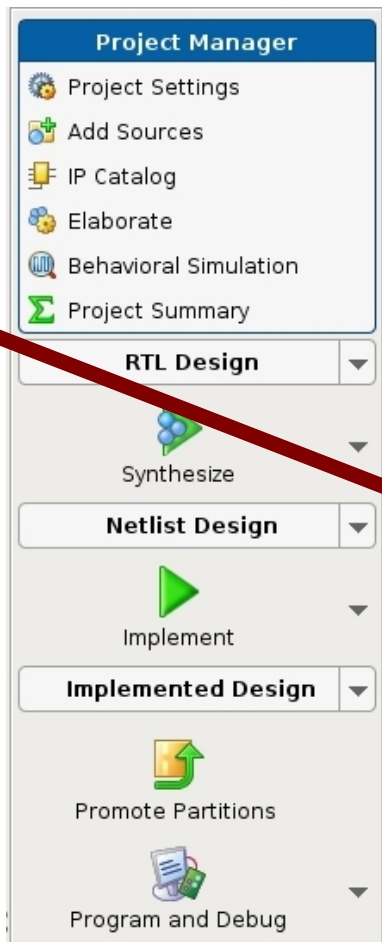 Project Manager
Project Settings
Add Sources
IP Catalog
Elaborate
Behavioral Simulation
Project Summary
RTL Design
Synthesize
Netlist Design
Implement
Implemented Design
Promote Partitions
Program and Debug